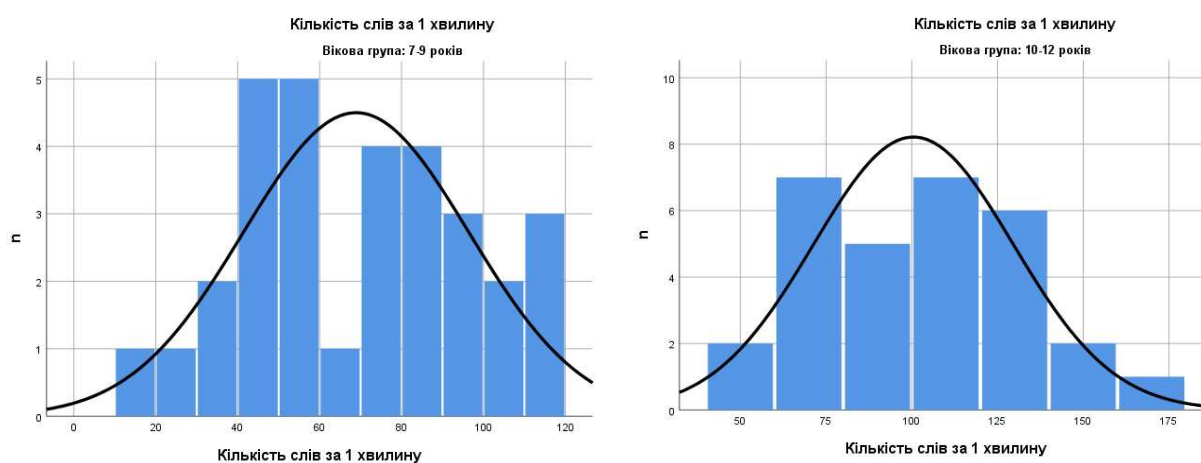 Кількість слів за 1 хвилину
Вікова група: 7-9 років
5
4
3
2
1
0
n
0 20 40 60 80 100 120
Кількість слів за 1 хвилину
Кількість слів за 1 хвилину
Вікова група: 10-12 років
10
8
6
4
2
0
n
50 75 100 125 150 175
Кількість слів за 1 хвилину